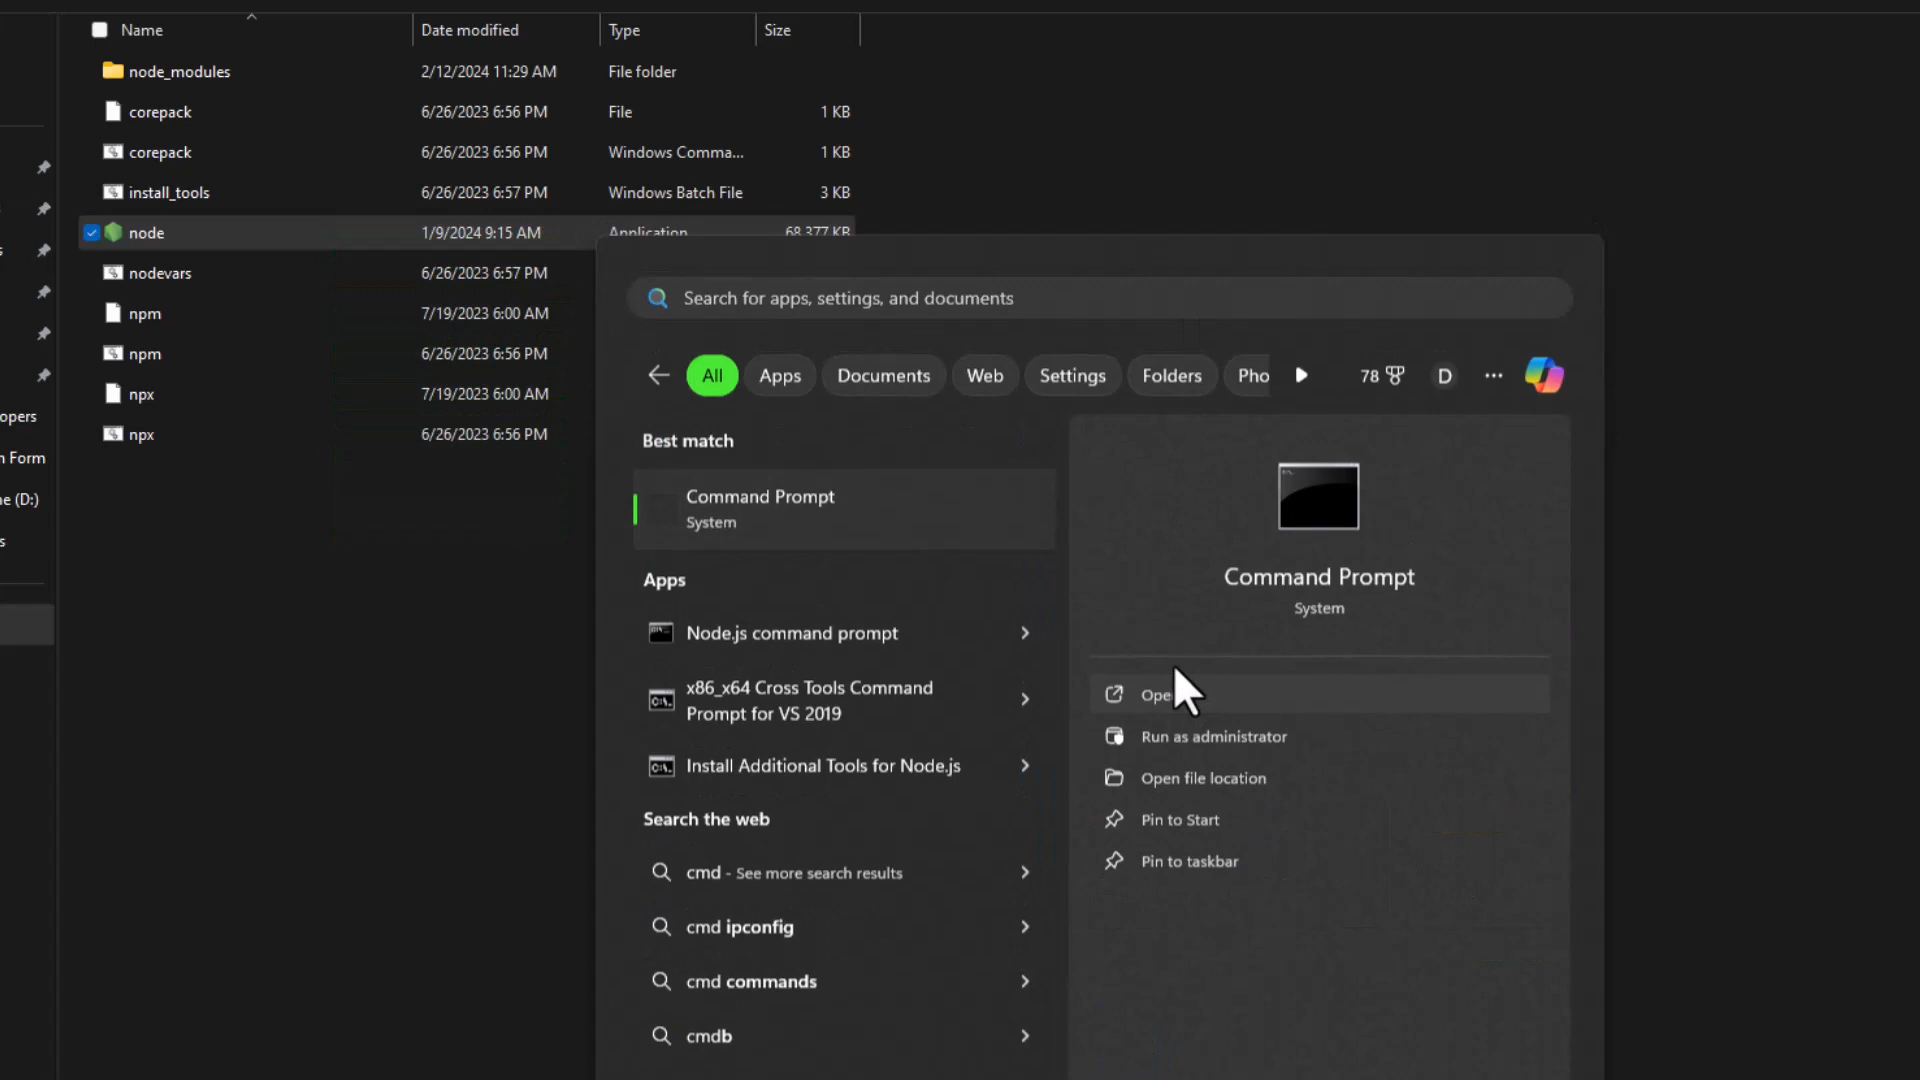 Name Date modified Type Size
node_modules 2/12/2024 11:29 AM File folder
corepack 6/26/2023 6:56 PM File 1 KB
corepack 6/26/2023 6:56 PM Windows Comma... 1 KB
install_tools 6/26/2023 6:57 PM Windows Batch File 3 KB
node 1/9/2024 9:15 AM Application 68,377 KB
nodevars 6/26/2023 6:57 PM
npm 7/19/2023 6:00 AM
npm 6/26/2023 6:56 PM
npx 7/19/2023 6:00 AM
npx 6/26/2023 6:56 PM
opers
n Form
ne (D:)
s
Search for apps, settings, and documents
All Apps Documents Web Settings Folders Pho 78 D ...
Best match
Command Prompt
System
Apps
Node.js command prompt
x86_x64 Cross Tools Command
Prompt for VS 2019
Install Additional Tools for Node.js
Search the web
cmd - See more search results
cmd ipconfig
cmd commands
cmdb
Command Prompt
System
Ope
Run as administrator
Open file location
Pin to Start
Pin to taskbar